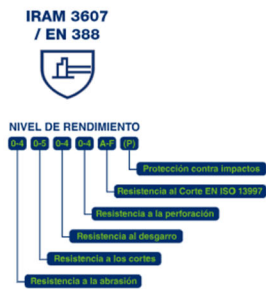 IRAM 3607
/ EN 388
NIVEL DE RENDIMIENTO
0-4 0-5 0-4 0-4 A-F (P)
Protección contra impactos
Resistencia al Corte EN ISO 13997
Resistencia a la perforación
Resistencia al desgarro
Resistencia a los cortes
Resistencia a la abrasión